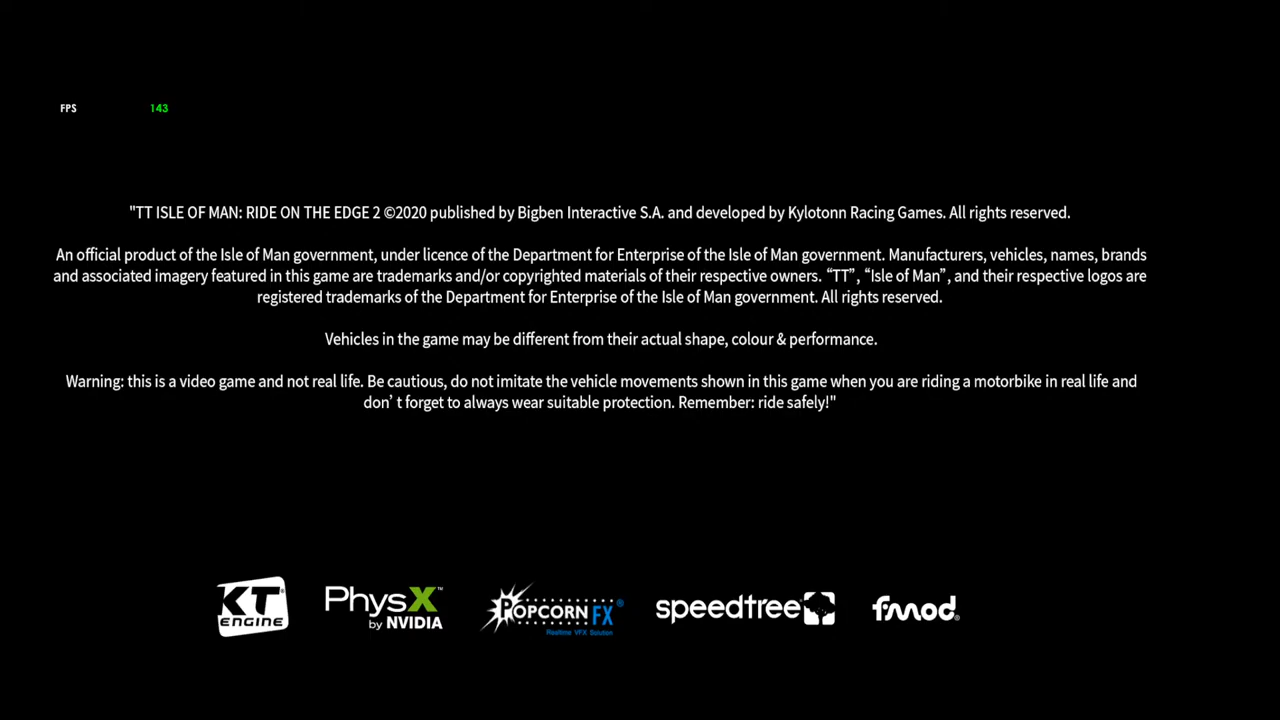 FPS 143
"TT ISLE OF MAN: RIDE ON THE EDGE 2 ©2020 published by Bigben Interactive S.A. and developed by Kylotonn Racing Games. All rights reserved.
An official product of the Isle of Man government, under licence of the Department for Enterprise of the Isle of Man government. Manufacturers, vehicles, names, brands
and associated imagery featured in this game are trademarks and/or copyrighted materials of their respective owners. “TT”, “Isle of Man”, and their respective logos are
registered trademarks of the Department for Enterprise of the Isle of Man government. All rights reserved.
Vehicles in the game may be different from their actual shape, colour & performance.
Warning: this is a video game and not real life. Be cautious, do not imitate the vehicle movements shown in this game when you are riding a motorbike in real life and
don’ t forget to always wear suitable protection. Remember: ride safely!"
KT ENGINE®
PhysX™ by NVIDIA
POPCORN FX® Realtime VFX Solution
speedtree®
fmod®